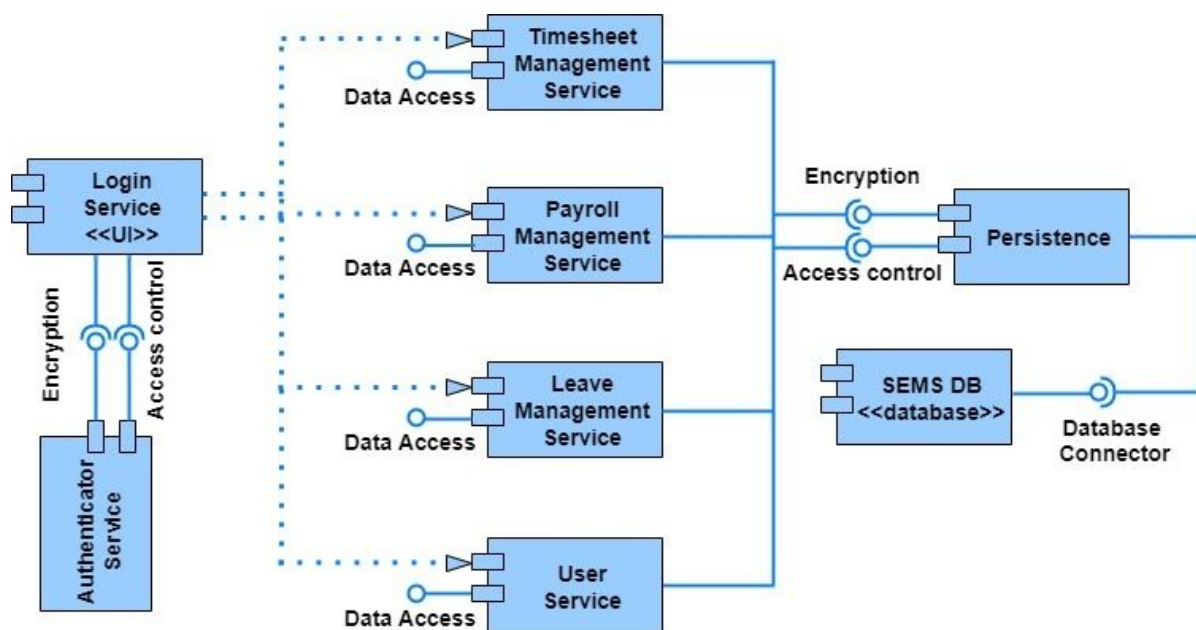 Timesheet
Management
Service
Data Access
Login
Service
<<UI>>
Encryption
Access control
Authenticator
Service
Payroll
Management
Service
Data Access
Encryption
Access control
Persistence
Leave
Management
Service
Data Access
SEMS DB
<<database>>
Database
Connector
User
Service
Data Access